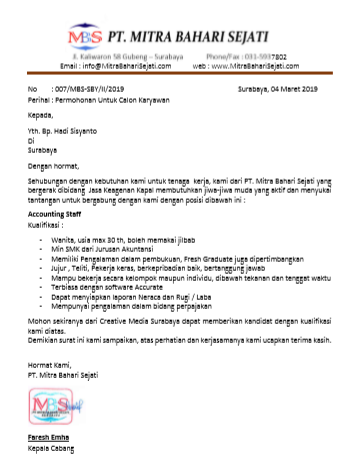 MBS PT. MITRA BAHARI SEJATI
Jl. Kaliwaron 58 Gubeng – Surabaya Phone/Fax : 031-5937802
Email : info@MitraBahariSejati.com web : www.MitraBahariSejati.com
No : 007/MBS-SBY/II/2019 Surabaya, 04 Maret 2019
Perihal : Permohonan Untuk Calon Karyawan
Kepada,
Yth. Bp. Hadi Sisyanto
Di
Surabaya
Dengan hormat,
Sehubungan dengan kebutuhan kami untuk tenaga kerja, kami dari PT. Mitra Bahari Sejati yang
bergerak dibidang Jasa Keagenan Kapal membutuhkan jiwa-jiwa muda yang aktif dan menyukai
tantangan untuk bergabung dengan kami dengan posisi dibawah ini :
Accounting Staff
Kualifikasi :
- Wanita, usia max 30 th, boleh memakai jilbab
- Min SMK dari Jurusan Akuntansi
- Memiliki Pengalaman dalam pembukuan, Fresh Graduate juga dipertimbangkan
- Jujur , Teliti, Pekerja keras, berkepribadian baik, bertanggung jawab
- Mampu bekerja secara kelompok maupun individu, dibawah tekanan dan tenggat waktu
- Terbiasa dengan software Accurate
- Dapat menyiapkan laporan Neraca dan Rugi / Laba
- Mempunyai pengalaman dalam bidang perpajakan
Mohon sekiranya dari Creative Media Surabaya dapat memberikan kandidat dengan kualifikasi
kami diatas.
Demikian surat ini kami sampaikan, atas perhatian dan kerjasamanya kami ucapkan terima kasih.
Hormat Kami,
PT. Mitra Bahari Sejati
MBS
Faresh Emha
Kepala Cabang